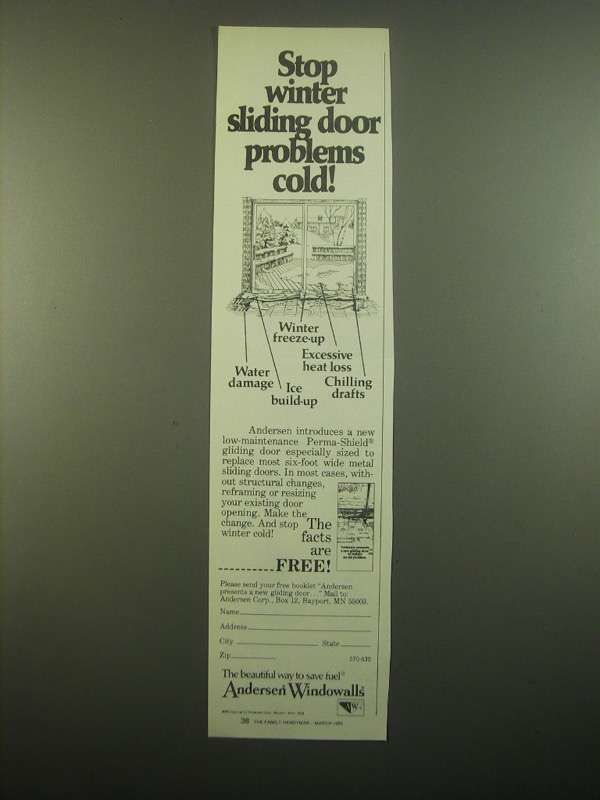 Stop
winter
sliding door
problems
cold!
Winter
freeze-up
Excessive
heat loss
Water
damage
Ice
build-up
Chilling
drafts
Andersen introduces a new
low-maintenance Perma-Shield®
gliding door especially sized to
replace most six-foot wide metal
sliding doors. In most cases, with-
out structural changes,
reframing or resizing
your existing door
opening. Make the
change. And stop
winter cold!
The
facts
are
FREE!
Please send your free booklet "Andersen
presents a new gliding door. . ." Mail to:
Andersen Corp., Box 12, Bayport, MN 55003.
Name
Address
City State
Zip
The beautiful way to save fuel®
Andersen Windowalls
W
38 THE FAMILY HANDYMAN – MARCH